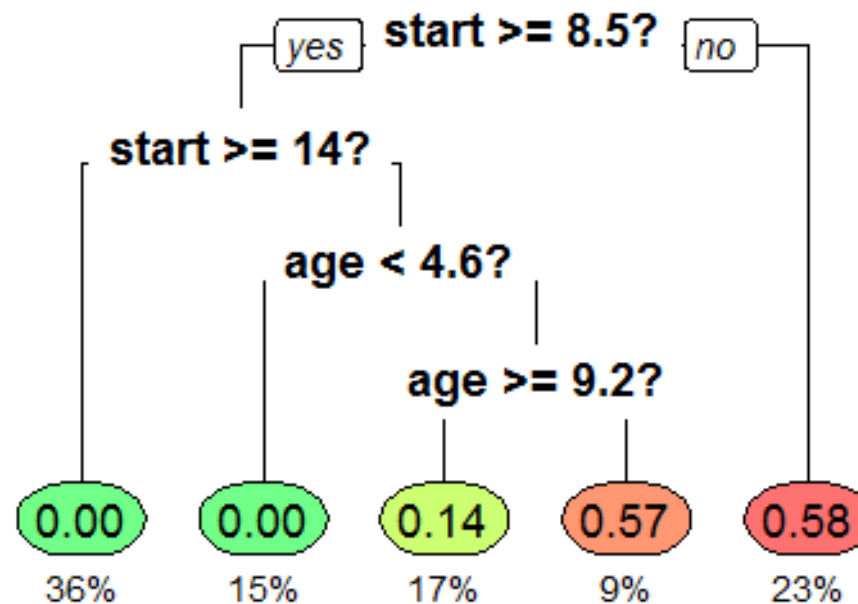 yes start >= 8.5? no
start >= 14?
age < 4.6?
age >= 9.2?
0.00 0.00 0.14 0.57 0.58
36% 15% 17% 9% 23%